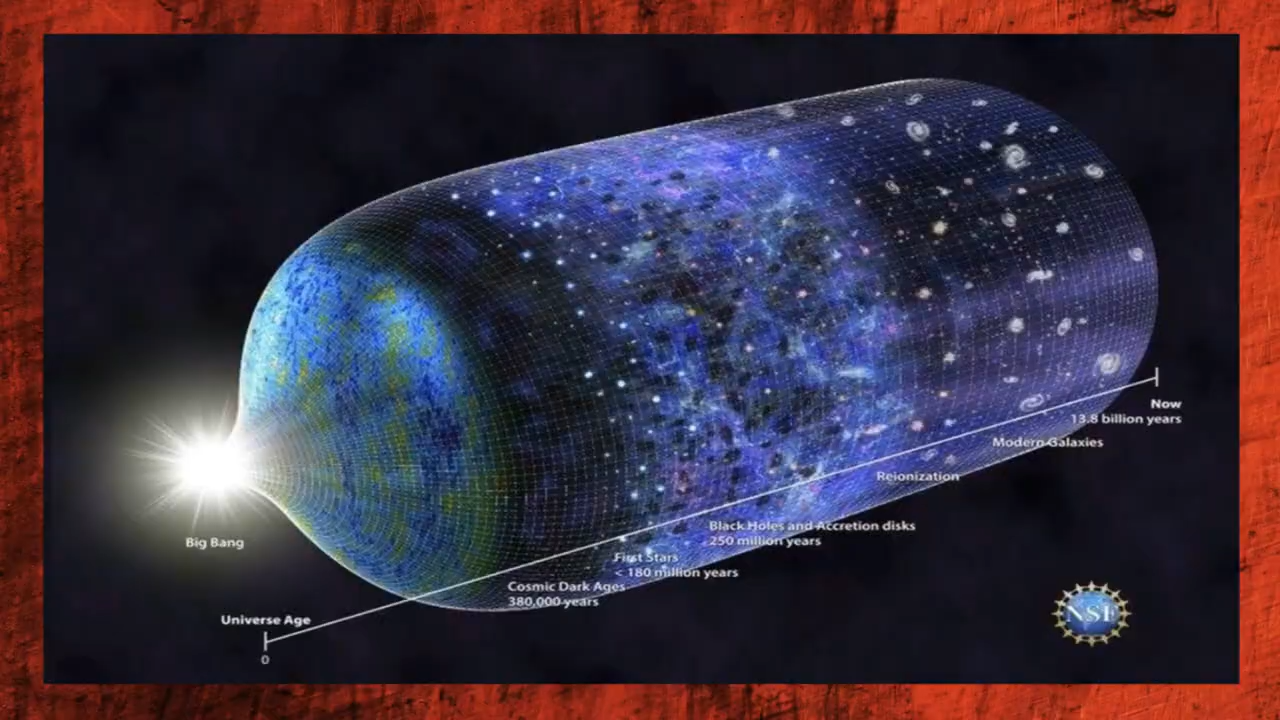 Big Bang
Universe Age
0
Cosmic Dark Ages
380,000 years
First Stars
< 180 million years
Black Holes and Accretion disks
250 million years
Reionization
Modern Galaxies
Now
13.8 billion years
NSF